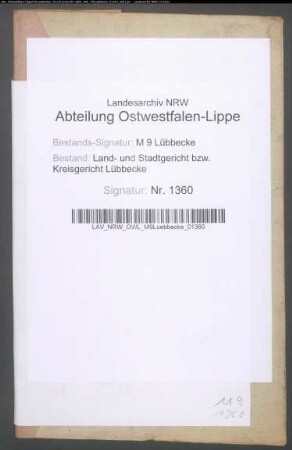 Landesarchiv NRW
Abteilung Ostwestfalen-Lippe
Bestands-Signatur: M 9 Lübbecke
Bestand: Land- und Stadtgericht bzw.
Kreisgericht Lübbecke
Signatur: Nr. 1360
LAV_NRW_OWL_M9Luebbecke_01360
M 9
1360